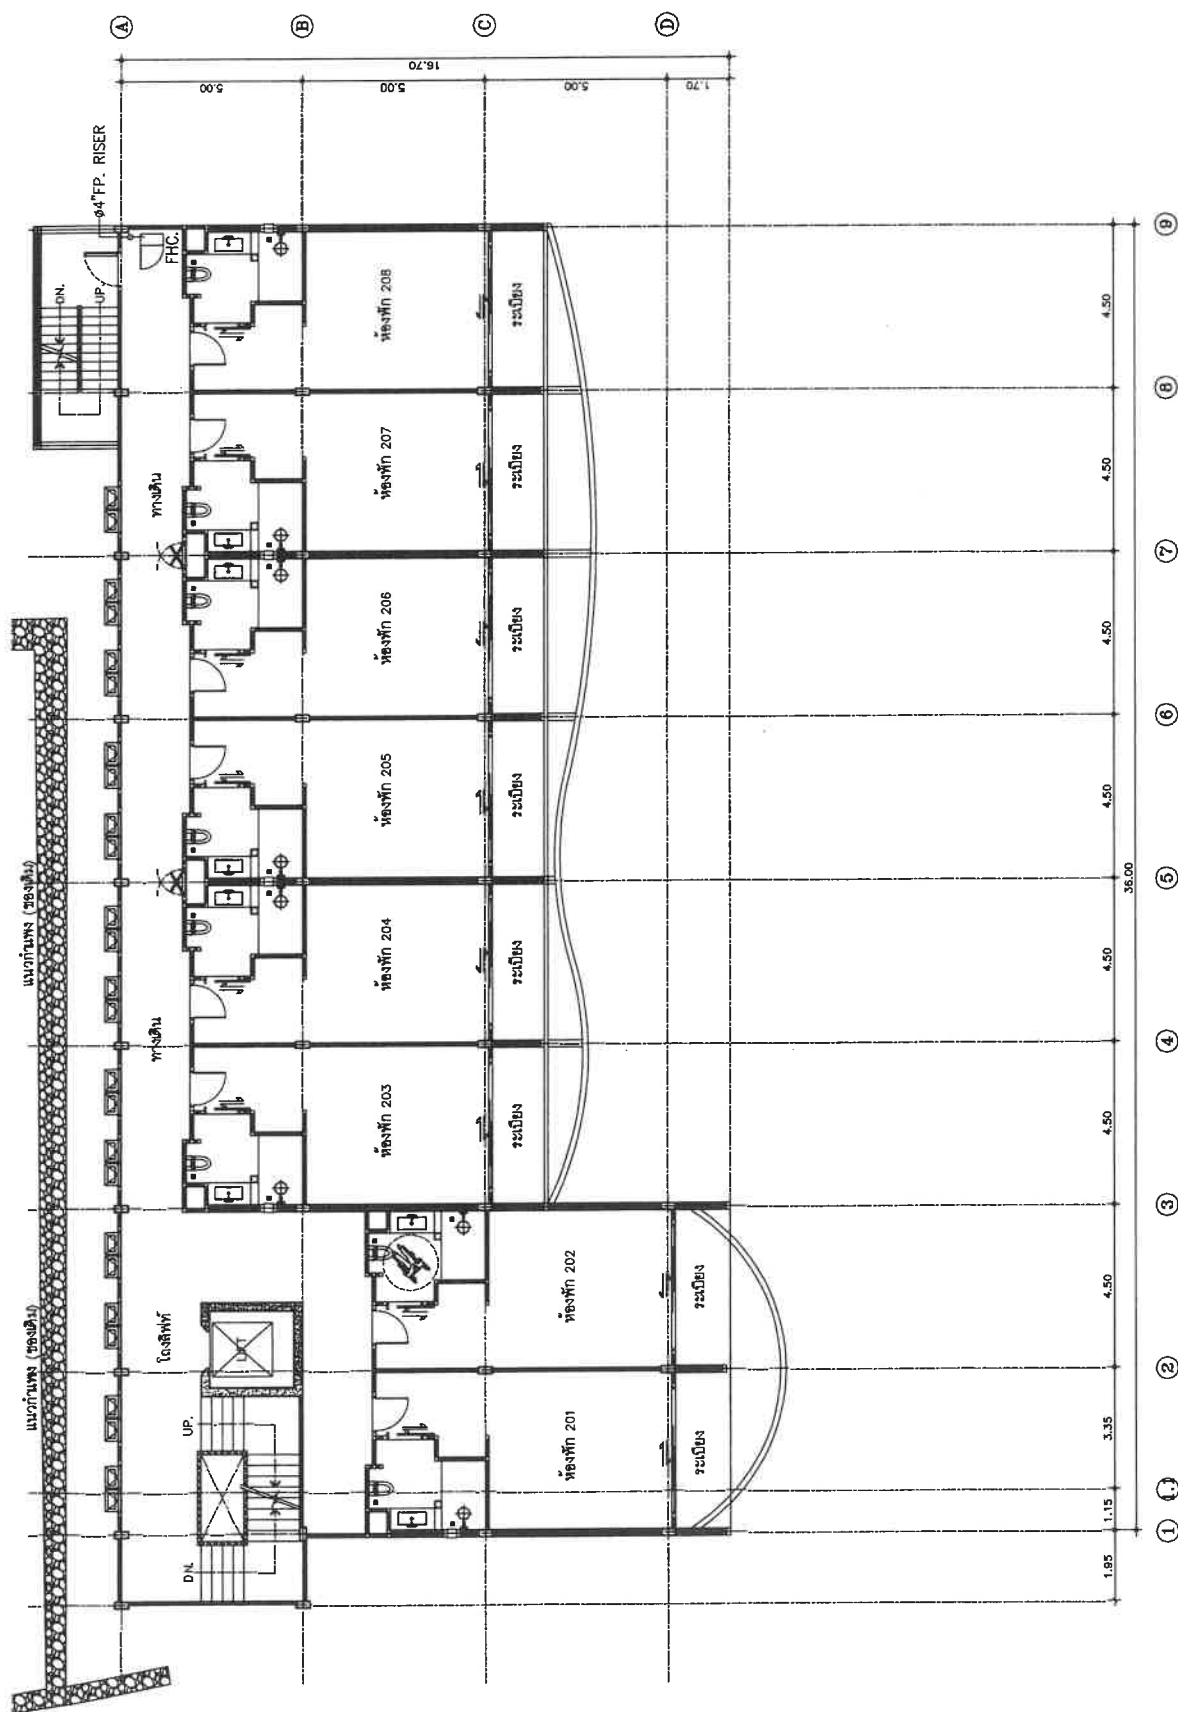 A
B
C
D
16.70
5.00
5.00
5.00
1.70
ø4"FP. RISER
FHC.
DN.
UP.
ห้องพัก 208
ระเบียง
ทางเดิน
ห้องพัก 207
ระเบียง
ห้องพัก 206
ระเบียง
ห้องพัก 205
ระเบียง
แนวกำแพง (ของเดิม)
ห้องพัก 204
ระเบียง
ทางเดิน
ห้องพัก 203
ระเบียง
แนวกำแพง (ของเดิม)
โถงลิฟท์
LIFT
ห้องพัก 202
ระเบียง
UP.
DN.
ห้องพัก 201
ระเบียง
9
4.50
8
4.50
7
4.50
6
4.50
5
36.00
4.50
4
4.50
3
4.50
2
3.35
1.15
1
1.95